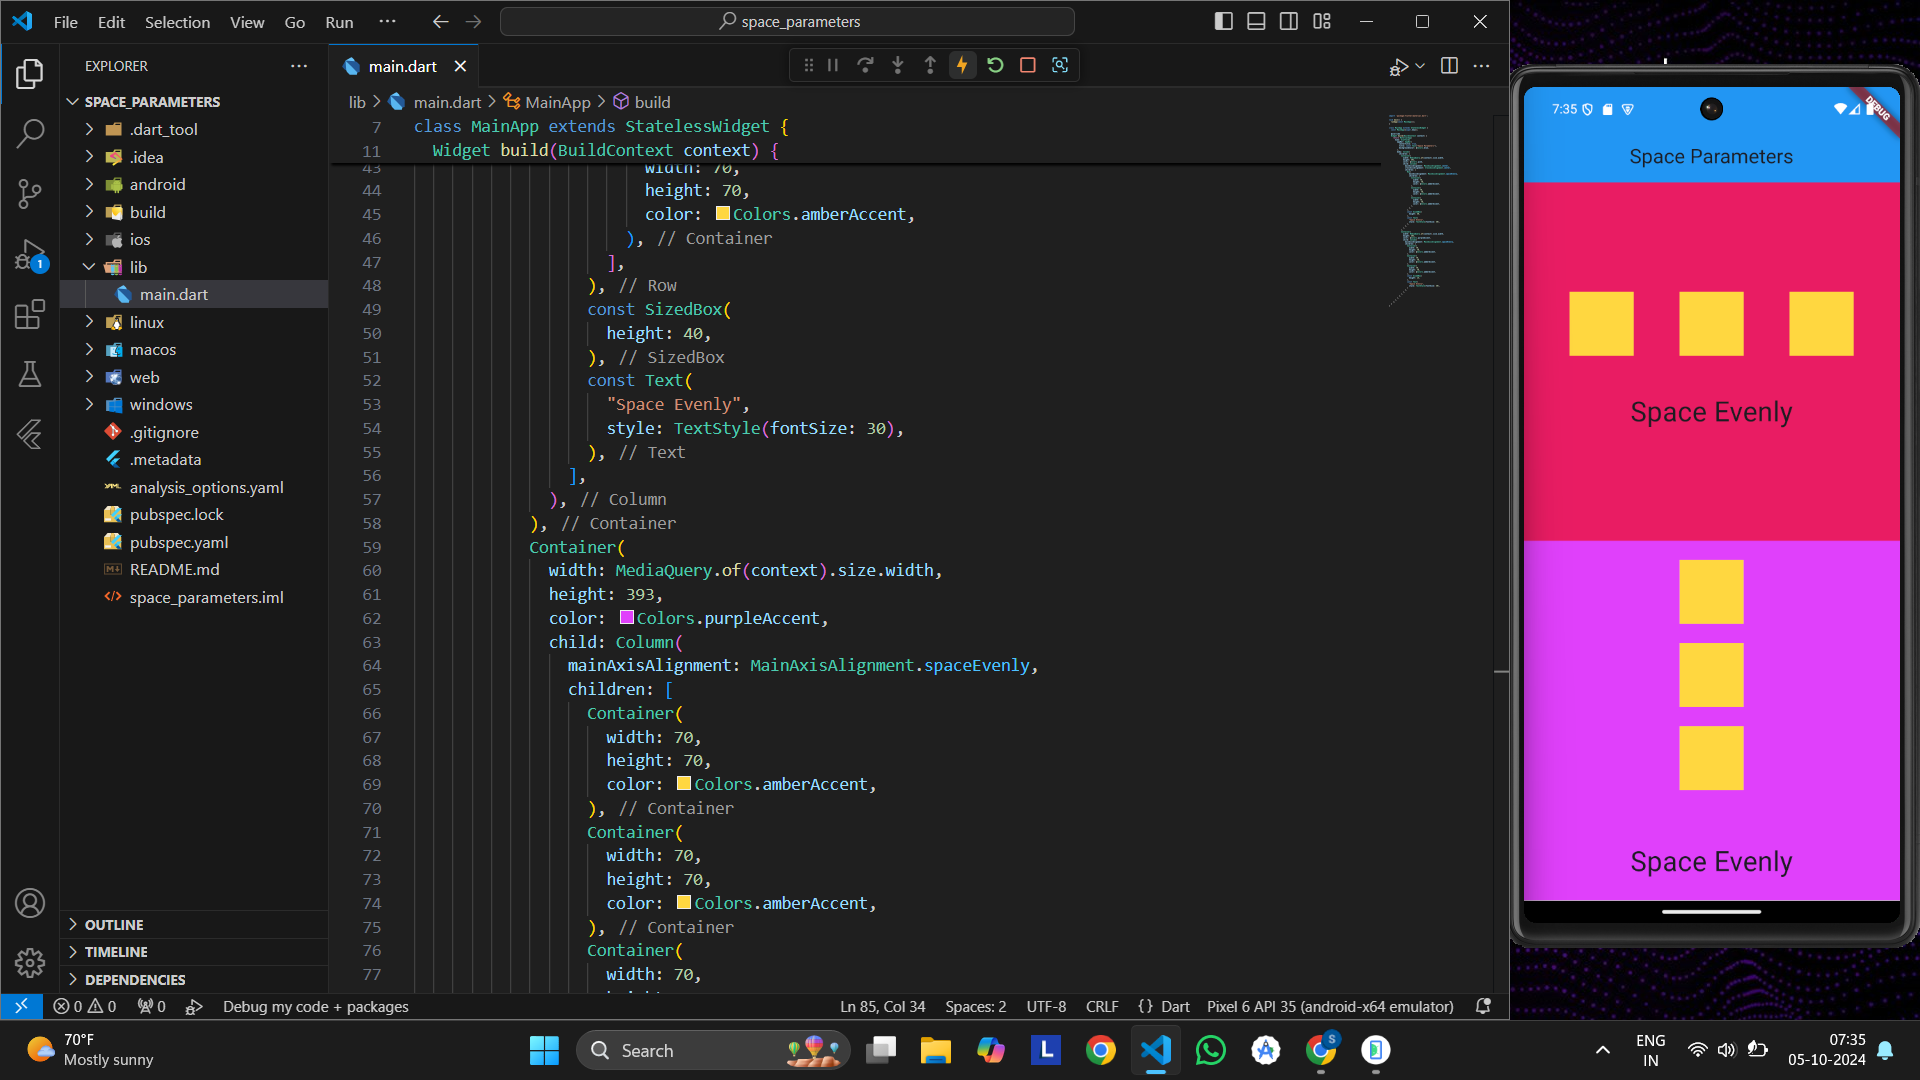 File Edit Selection View Go Run ···
space_parameters
EXPLORER
SPACE_PARAMETERS
.dart_tool
.idea
android
build
ios
lib
main.dart
linux
macos
web
windows
.gitignore
.metadata
analysis_options.yaml
pubspec.lock
pubspec.yaml
README.md
space_parameters.iml
OUTLINE
TIMELINE
DEPENDENCIES
1
main.dart
lib > main.dart > MainApp > build
7 class MainApp extends StatelessWidget {
11 Widget build(BuildContext context) {
43 width: 70,
44 height: 70,
45 color: Colors.amberAccent,
46 ), // Container
47 ],
48 ), // Row
49 const SizedBox(
50 height: 40,
51 ), // SizedBox
52 const Text(
53 "Space Evenly",
54 style: TextStyle(fontSize: 30),
55 ), // Text
56 ],
57 ), // Column
58 ), // Container
59 Container(
60 width: MediaQuery.of(context).size.width,
61 height: 393,
62 color: Colors.purpleAccent,
63 child: Column(
64 mainAxisAlignment: MainAxisAlignment.spaceEvenly,
65 children: [
66 Container(
67 width: 70,
68 height: 70,
69 color: Colors.amberAccent,
70 ), // Container
71 Container(
72 width: 70,
73 height: 70,
74 color: Colors.amberAccent,
75 ), // Container
76 Container(
77 width: 70,
0 0 0 Debug my code + packages
Ln 85, Col 34 Spaces: 2 UTF-8 CRLF {} Dart Pixel 6 API 35 (android-x64 emulator)
7:35
DEBUG
Space Parameters
Space Evenly
Space Evenly
70°F
Mostly sunny
Search
L
S
ENG
IN
07:35
05-10-2024